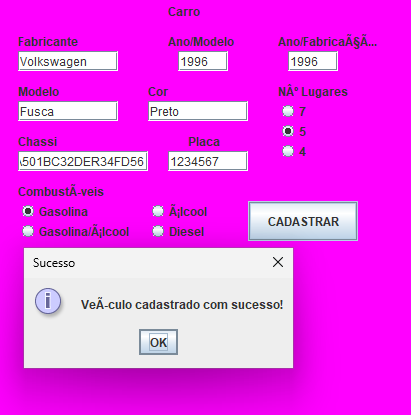 Carro
Fabricante Ano/Modelo Ano/FabricaÃ§Ã...
Volkswagen 1996 1996
Modelo Cor NÃº Lugares
Fusca Preto 7
5
Chassi Placa 4
501BC32DER34FD56 1234567
CombustÃ-veis
Gasolina Ã¡lcool
Gasolina/Ã¡lcool Diesel CADASTRAR
Sucesso
VeÃ-culo cadastrado com sucesso!
OK